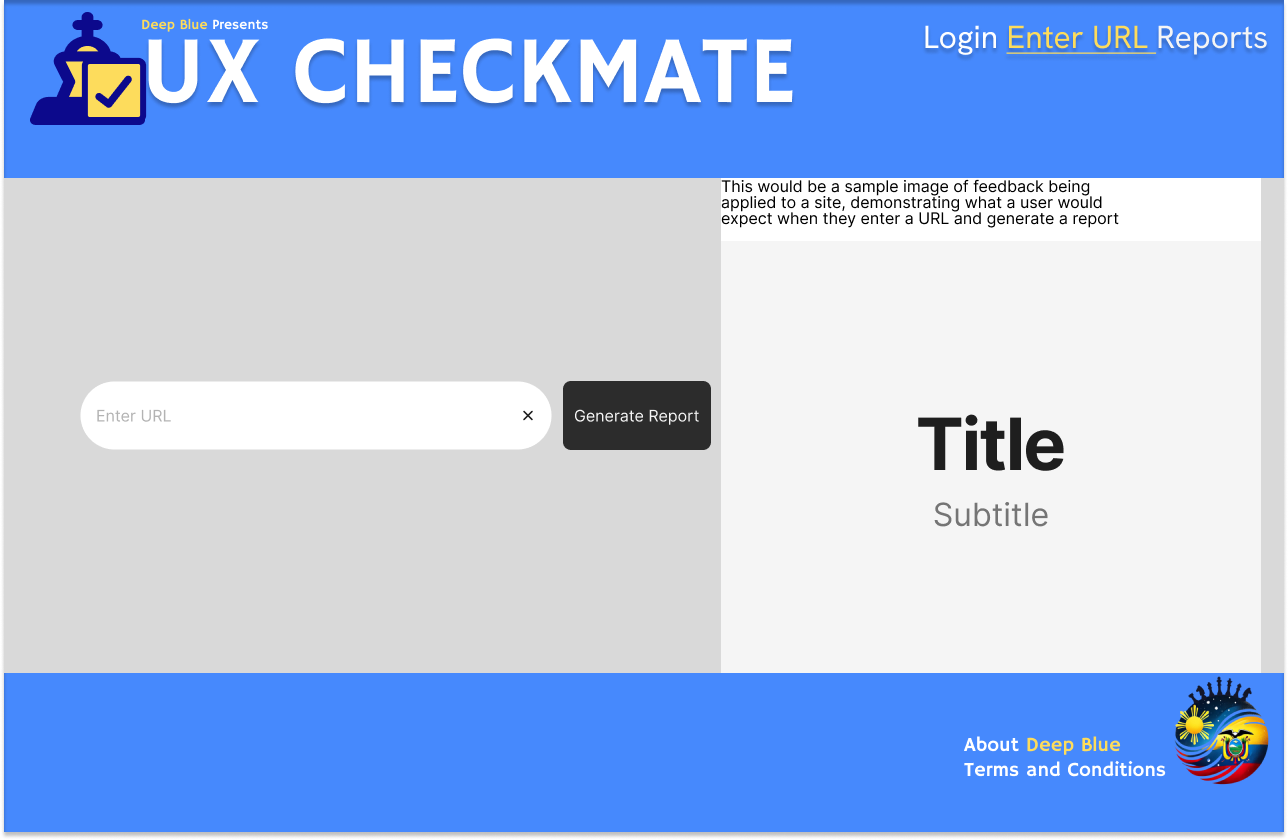 Deep Blue Presents
UX CHECKMATE
Login Enter URL Reports
This would be a sample image of feedback being
applied to a site, demonstrating what a user would
expect when they enter a URL and generate a report
Enter URL
Generate Report
Title
Subtitle
About Deep Blue
Terms and Conditions